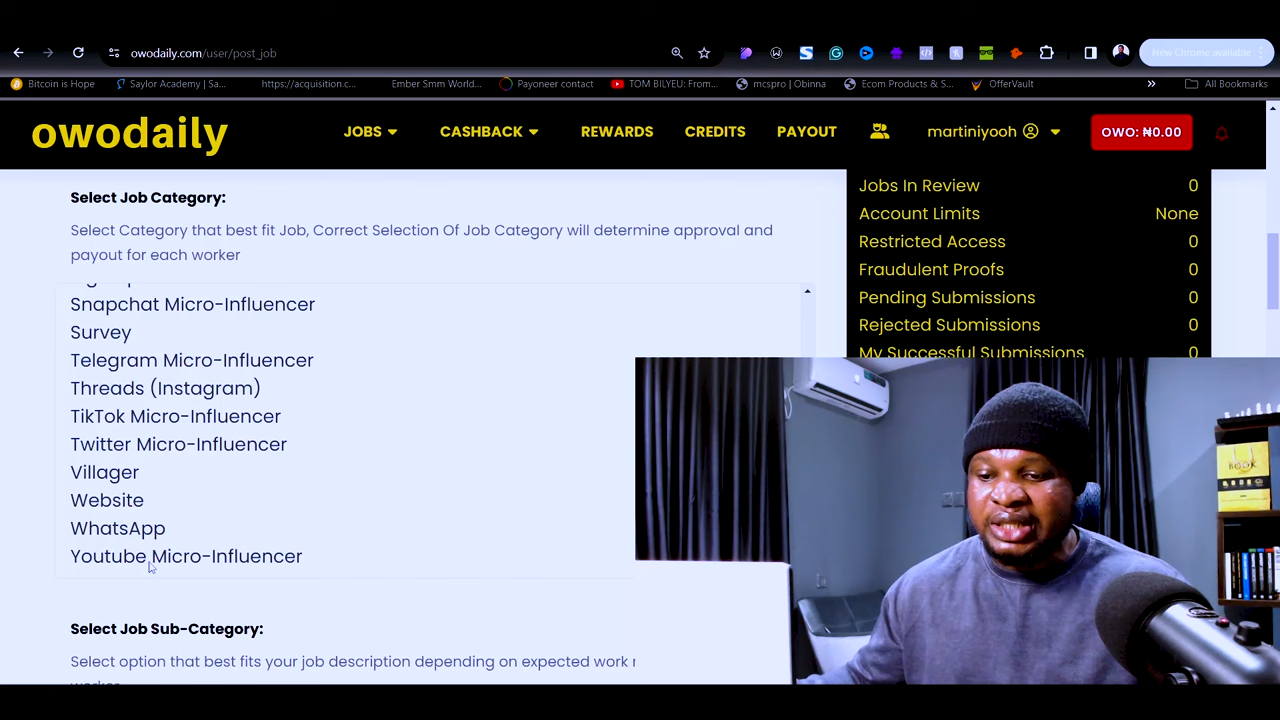 owodaily.com/user/post_job
New Chrome available
Bitcoin is Hope
Saylor Academy | Sa...
https://acquisition.c...
Ember Smm World...
Payoneer contact
TOM BILYEU: From...
mcspro | Obinna
Ecom Products & S...
OfferVault
All Bookmarks
owodaily
JOBS
CASHBACK
REWARDS
CREDITS
PAYOUT
martiniyooh
OWO: ₦0.00
Select Job Category:
Select Category that best fit Job, Correct Selection Of Job Category will determine approval and
payout for each worker
Snapchat Micro-Influencer
Survey
Telegram Micro-Influencer
Threads (Instagram)
TikTok Micro-Influencer
Twitter Micro-Influencer
Villager
Website
WhatsApp
Youtube Micro-Influencer
Select Job Sub-Category:
Select option that best fits your job description depending on expected work
Jobs In Review 0
Account Limits None
Restricted Access 0
Fraudulent Proofs 0
Pending Submissions 0
Rejected Submissions 0
My Successful Submissions 0
BOOK